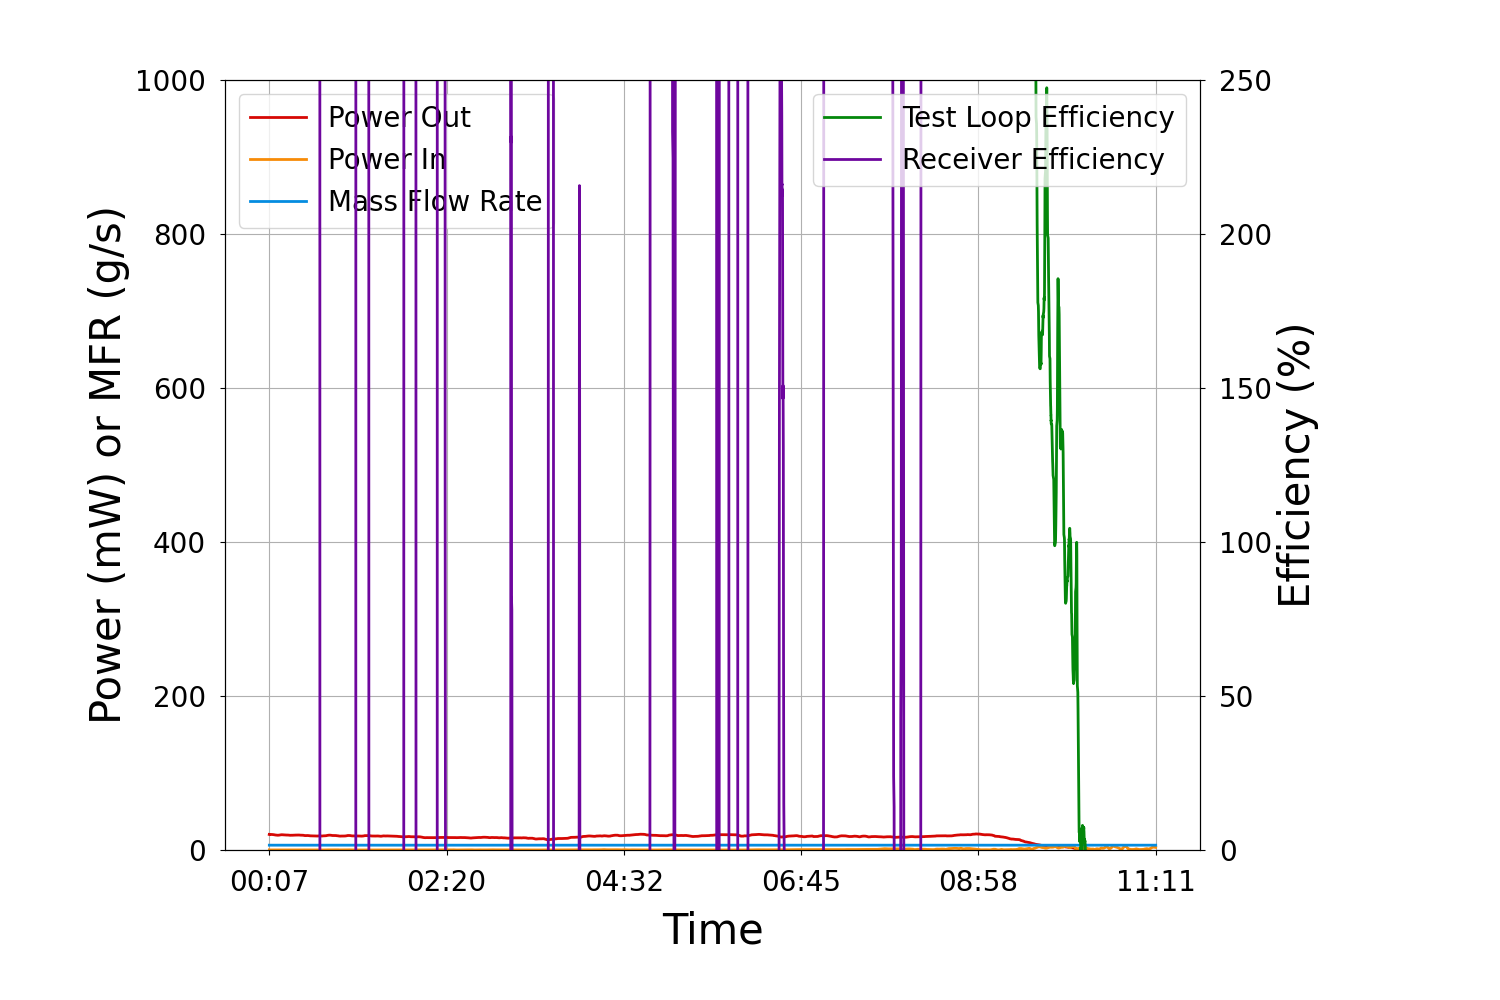 1000
800
600
400
200
0
250
200
150
100
50
0
Power Out
Power In
Mass Flow Rate
Test Loop Efficiency
Receiver Efficiency
Power (mW) or MFR (g/s)
Efficiency (%)
00:07 02:20 04:32 06:45 08:58 11:11
Time